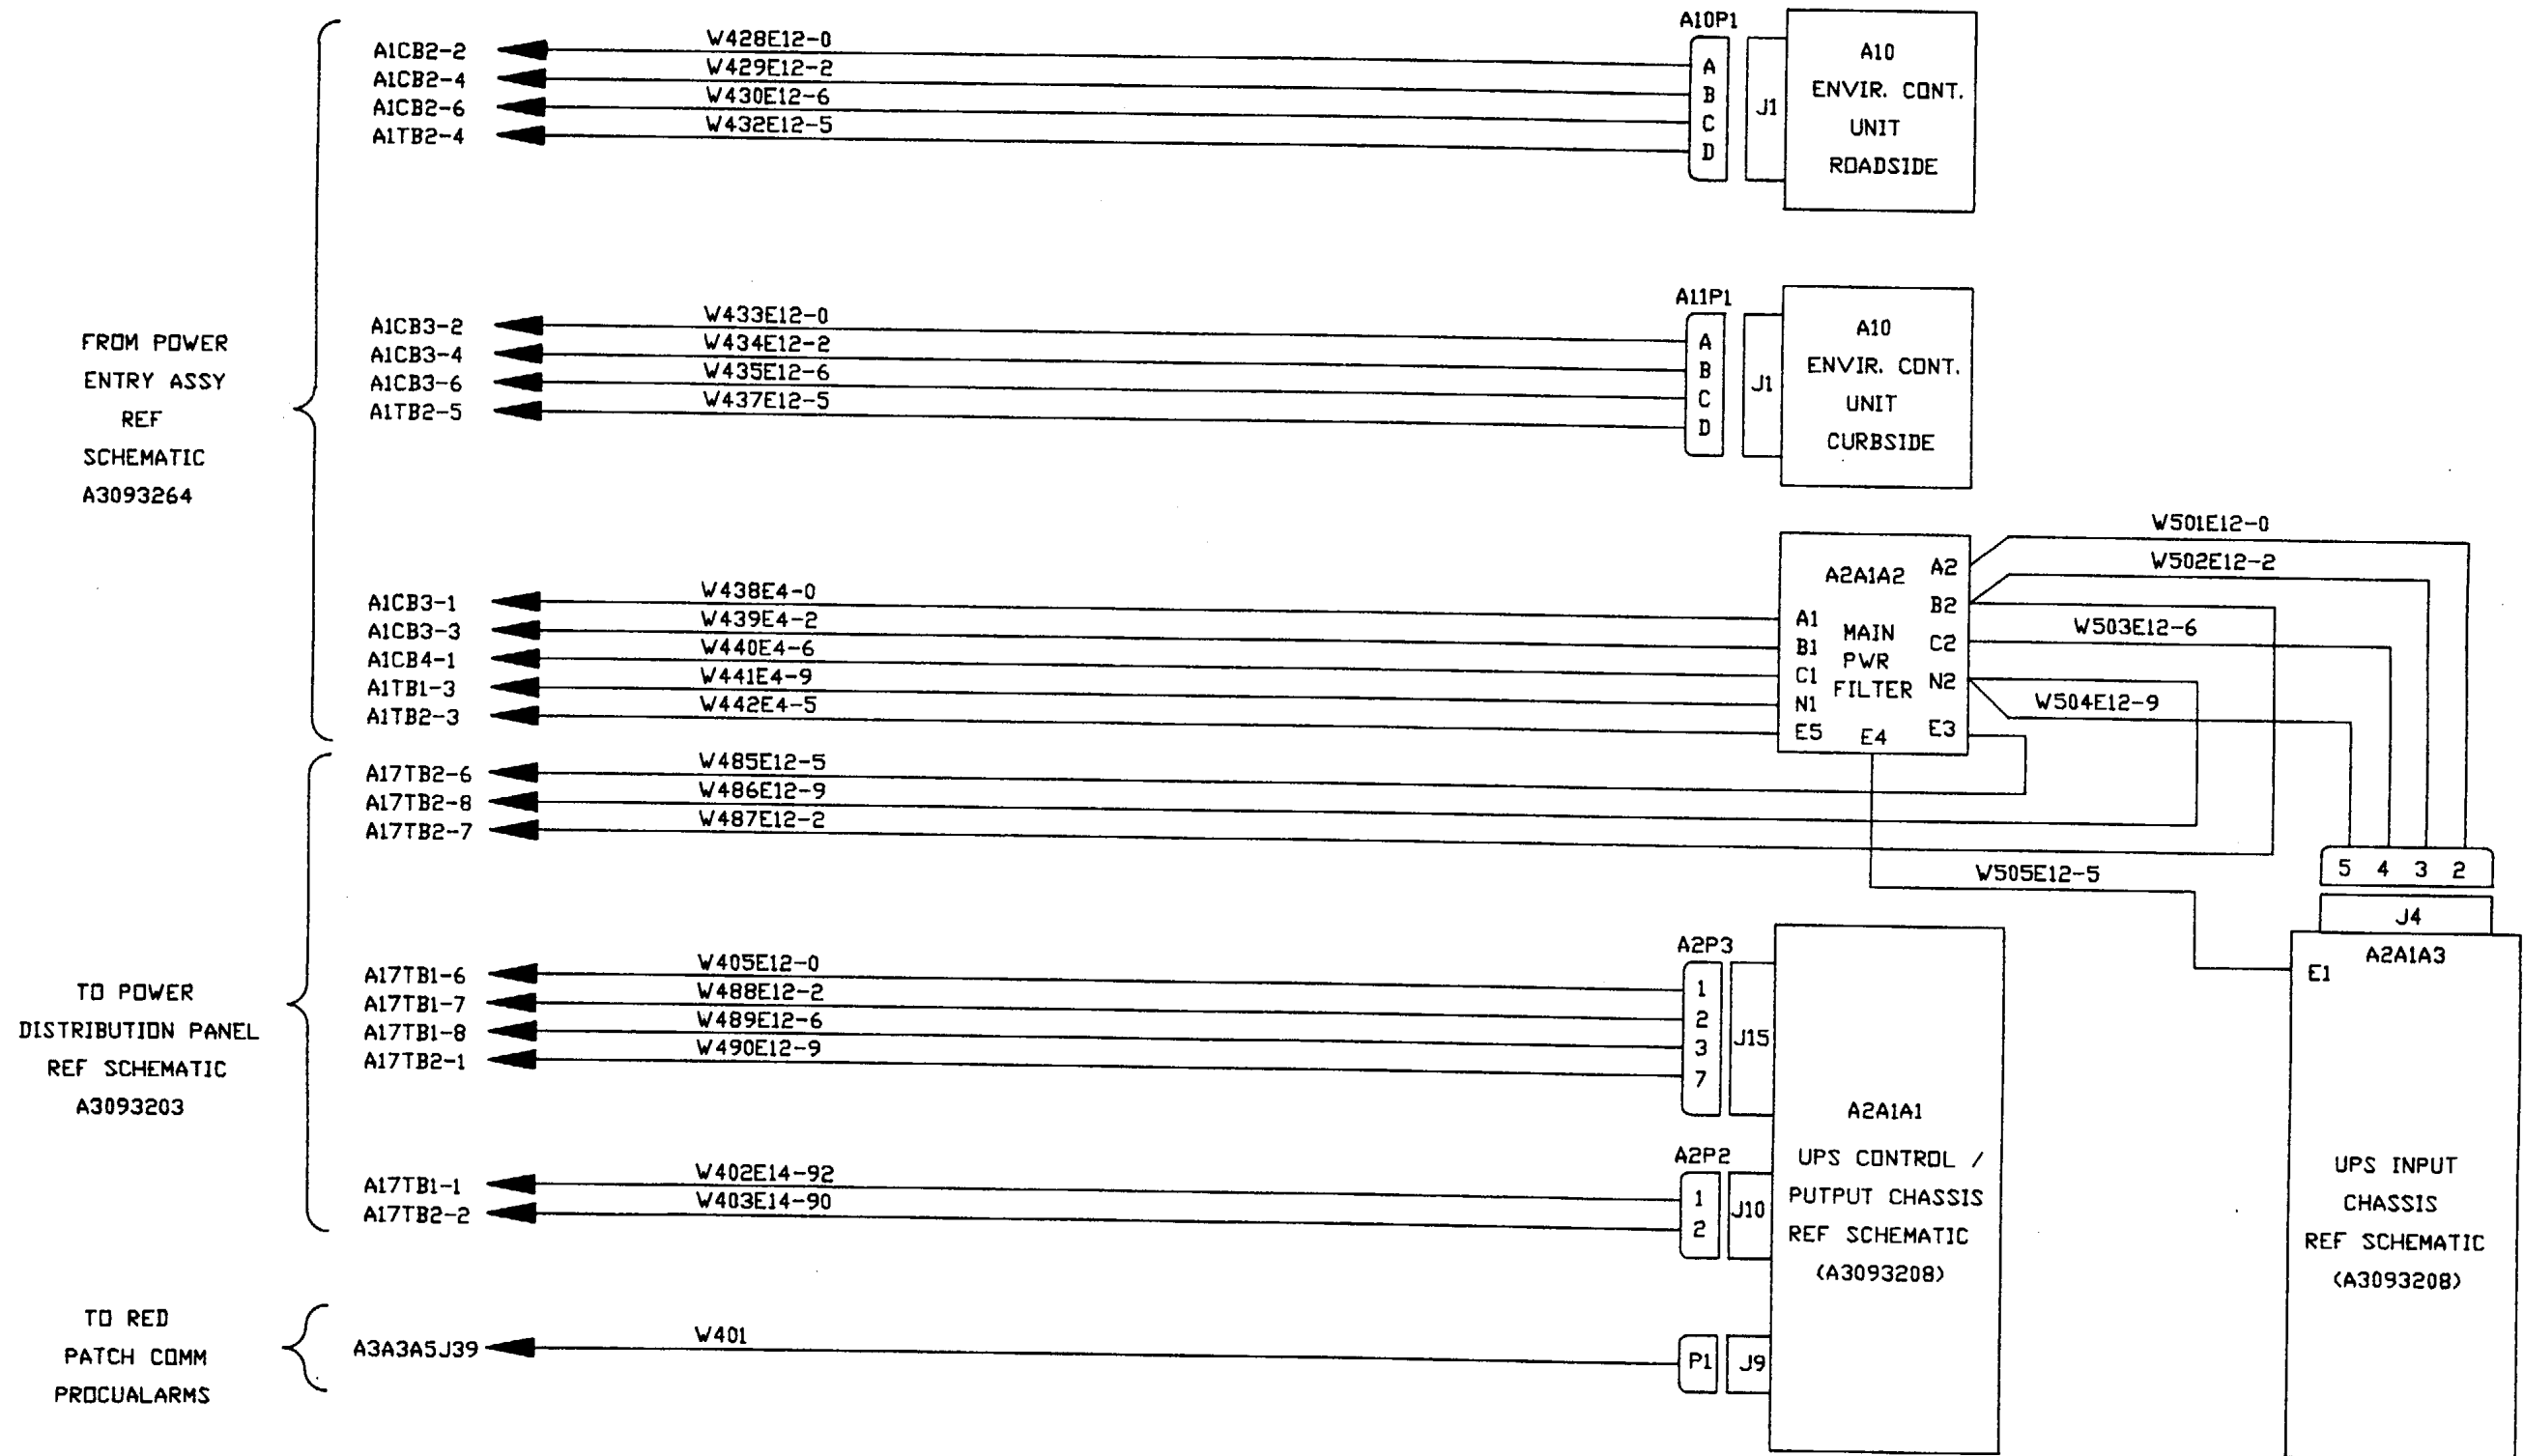 FROM POWER
ENTRY ASSY
REF
SCHEMATIC
A3093264
A1CB2-2
A1CB2-4
A1CB2-6
A1TB2-4
W428E12-0
W429E12-2
W430E12-6
W432E12-5
A10P1
A
B
C
D
J1
A10
ENVIR. CONT.
UNIT
ROADSIDE
A1CB3-2
A1CB3-4
A1CB3-6
A1TB2-5
W433E12-0
W434E12-2
W435E12-6
W437E12-5
A11P1
A
B
C
D
J1
A10
ENVIR. CONT.
UNIT
CURBSIDE
A1CB3-1
A1CB3-3
A1CB4-1
A1TB1-3
A1TB2-3
W438E4-0
W439E4-2
W440E4-6
W441E4-9
W442E4-5
A2A1A2
MAIN
PWR
FILTER
A1
B1
C1
N1
E5
E4
A2
B2
C2
N2
E3
W501E12-0
W502E12-2
W503E12-6
W504E12-9
W505E12-5
TO POWER
DISTRIBUTION PANEL
REF SCHEMATIC
A3093203
A17TB2-6
A17TB2-8
A17TB2-7
W485E12-5
W486E12-9
W487E12-2
A17TB1-6
A17TB1-7
A17TB1-8
A17TB2-1
W405E12-0
W488E12-2
W489E12-6
W490E12-9
A2P3
1
2
3
7
J15
A17TB1-1
A17TB2-2
W402E14-92
W403E14-90
A2P2
1
2
J10
A2A1A1
UPS CONTROL /
PUTPUT CHASSIS
REF SCHEMATIC
(A3093208)
TO RED
PATCH COMM
PROCUALARMS
A3A3A5J39
W401
P1
J9
5 4 3 2
J4
A2A1A3
E1
UPS INPUT
CHASSIS
REF SCHEMATIC
(A3093208)